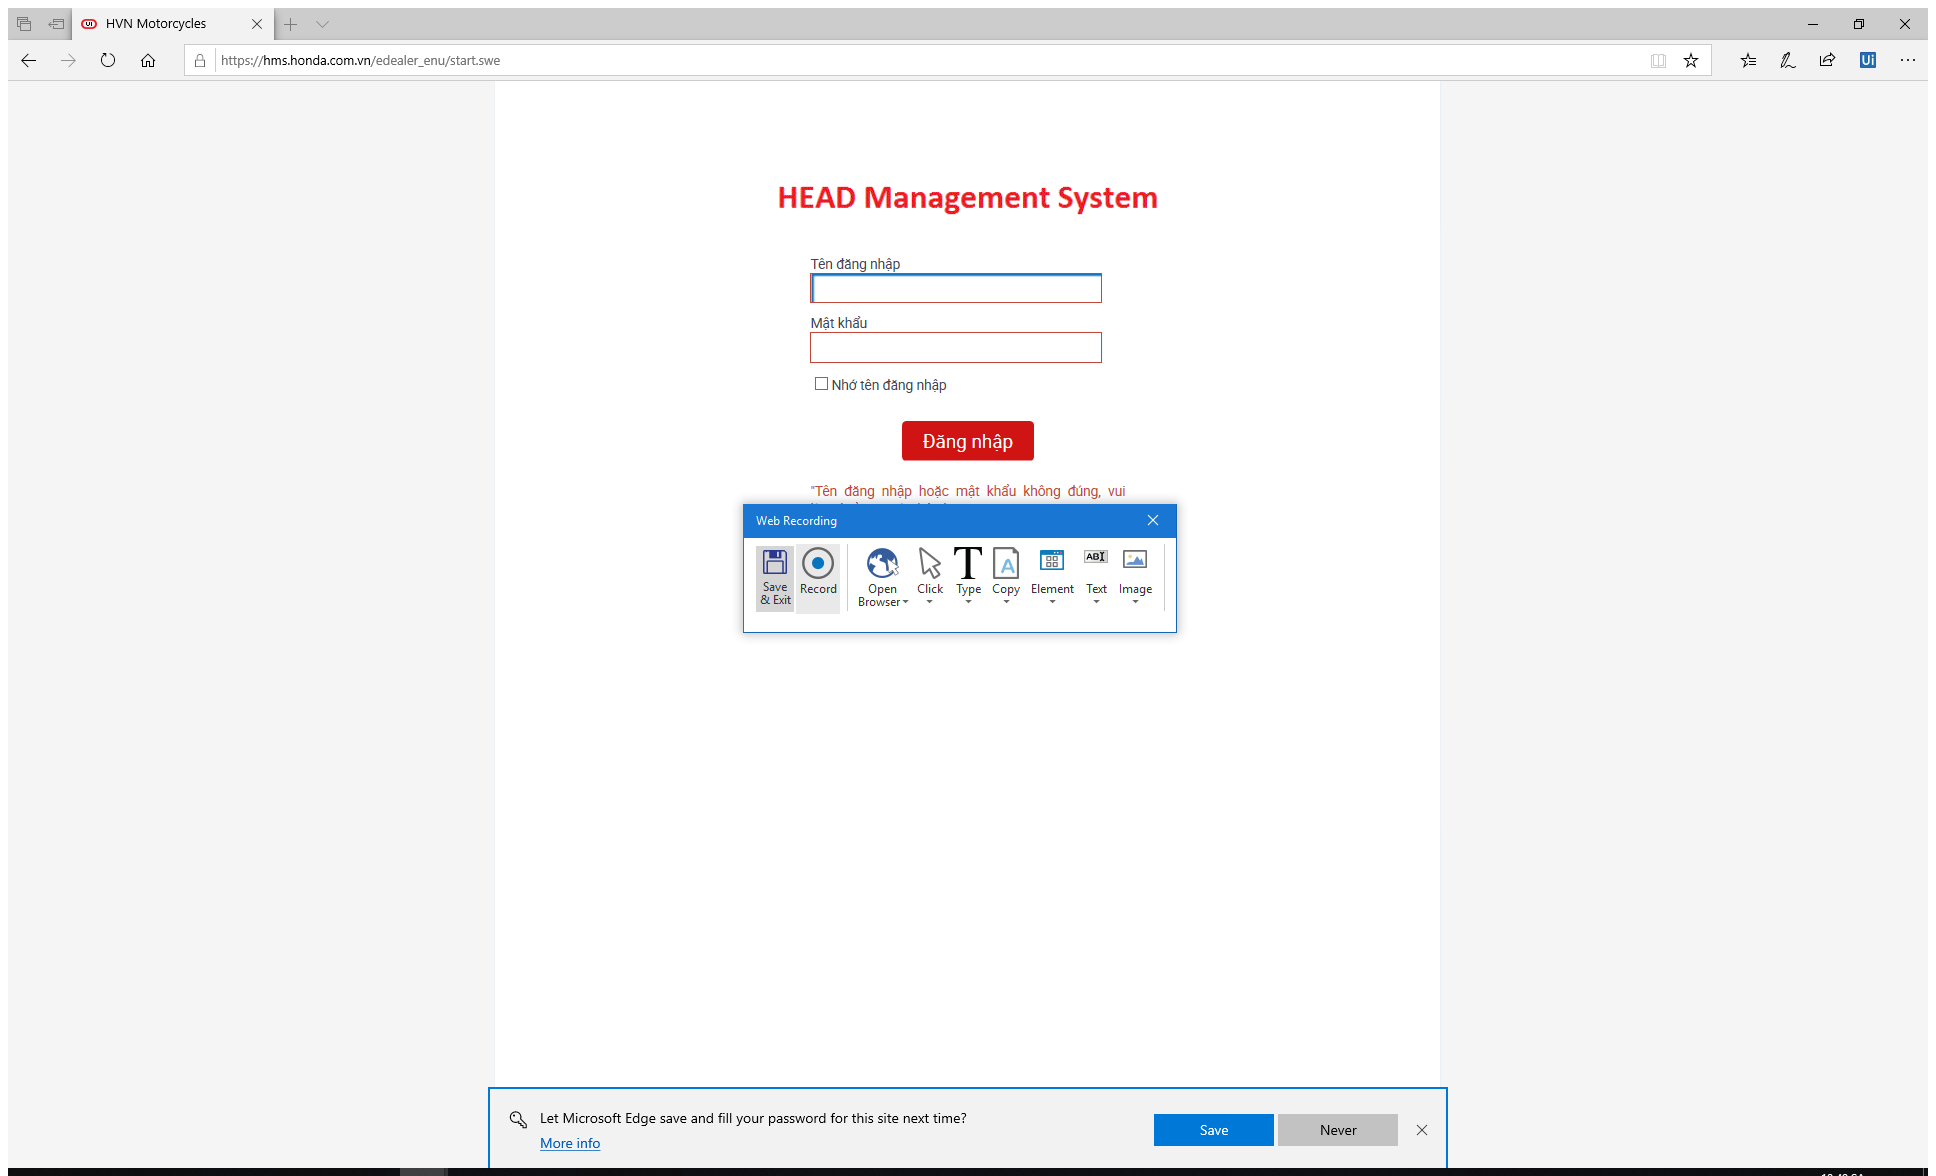 HVN Motorcycles
https://hms.honda.com.vn/edealer_enu/start.swe
Ui
HEAD Management System
Tên đăng nhập
Mật khẩu
Nhớ tên đăng nhập
Đăng nhập
"Tên đăng nhập hoặc mật khẩu không đúng, vui
Web Recording
Save & Exit
Record
Open Browser
Click
Type
Copy
Element
Text
Image
Let Microsoft Edge save and fill your password for this site next time?
More info
Save
Never